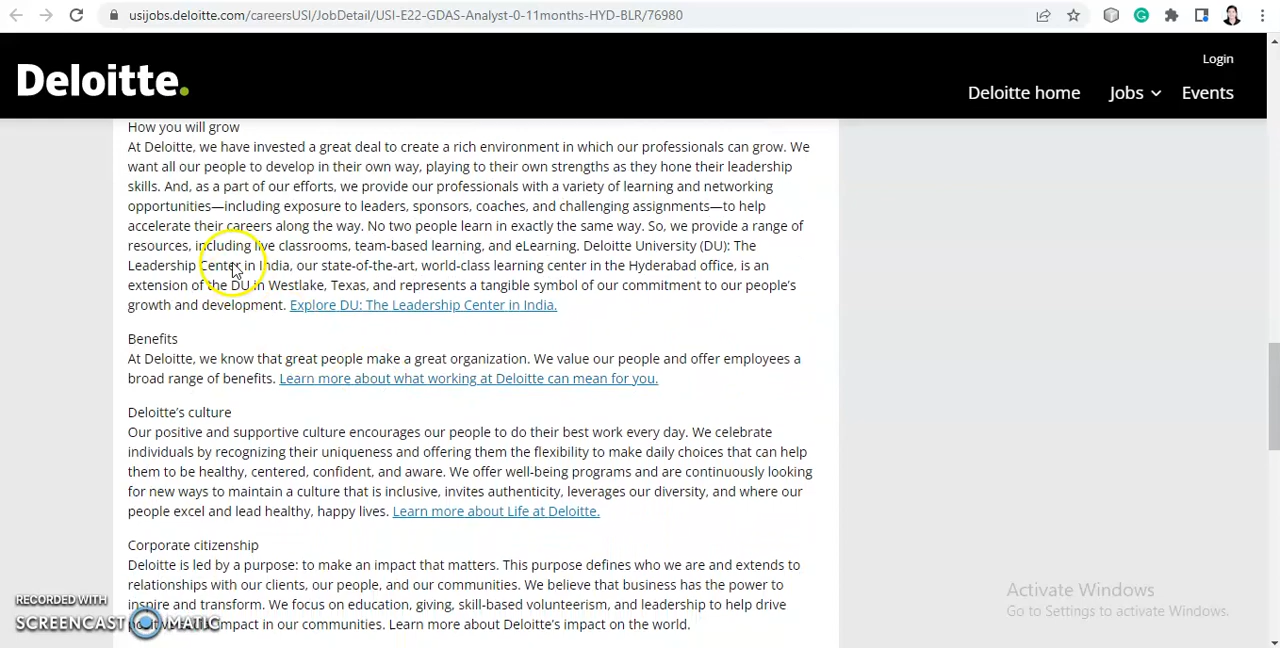 usijobs.deloitte.com/careersUSI/JobDetail/USI-E22-GDAS-Analyst-0-11months-HYD-BLR/76980
Login
Deloitte.
Deloitte home Jobs Events
How you will grow
At Deloitte, we have invested a great deal to create a rich environment in which our professionals can grow. We
want all our people to develop in their own way, playing to their own strengths as they hone their leadership
skills. And, as a part of our efforts, we provide our professionals with a variety of learning and networking
opportunities—including exposure to leaders, sponsors, coaches, and challenging assignments—to help
accelerate their careers along the way. No two people learn in exactly the same way. So, we provide a range of
resources, including live classrooms, team-based learning, and eLearning. Deloitte University (DU): The
Leadership Center in India, our state-of-the-art, world-class learning center in the Hyderabad office, is an
extension of the DU in Westlake, Texas, and represents a tangible symbol of our commitment to our people's
growth and development. Explore DU: The Leadership Center in India.
Benefits
At Deloitte, we know that great people make a great organization. We value our people and offer employees a
broad range of benefits. Learn more about what working at Deloitte can mean for you.
Deloitte's culture
Our positive and supportive culture encourages our people to do their best work every day. We celebrate
individuals by recognizing their uniqueness and offering them the flexibility to make daily choices that can help
them to be healthy, centered, confident, and aware. We offer well-being programs and are continuously looking
for new ways to maintain a culture that is inclusive, invites authenticity, leverages our diversity, and where our
people excel and lead healthy, happy lives. Learn more about Life at Deloitte.
Corporate citizenship
Deloitte is led by a purpose: to make an impact that matters. This purpose defines who we are and extends to
relationships with our clients, our people, and our communities. We believe that business has the power to
inspire and transform. We focus on education, giving, skill-based volunteerism, and leadership to help drive
impact in our communities. Learn more about Deloitte's impact on the world.
Activate Windows
Go to Settings to activate Windows.
RECORDED WITH
SCREENCAST MATIC